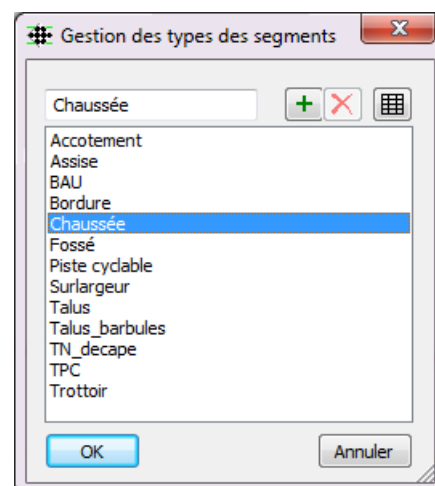 Gestion des types des segments
Chaussée
Accotement
Assise
BAU
Bordure
Chaussée
Fossé
Piste cyclable
Surlargeur
Talus
Talus_barbules
TN_decape
TPC
Trottoir
OK Annuler